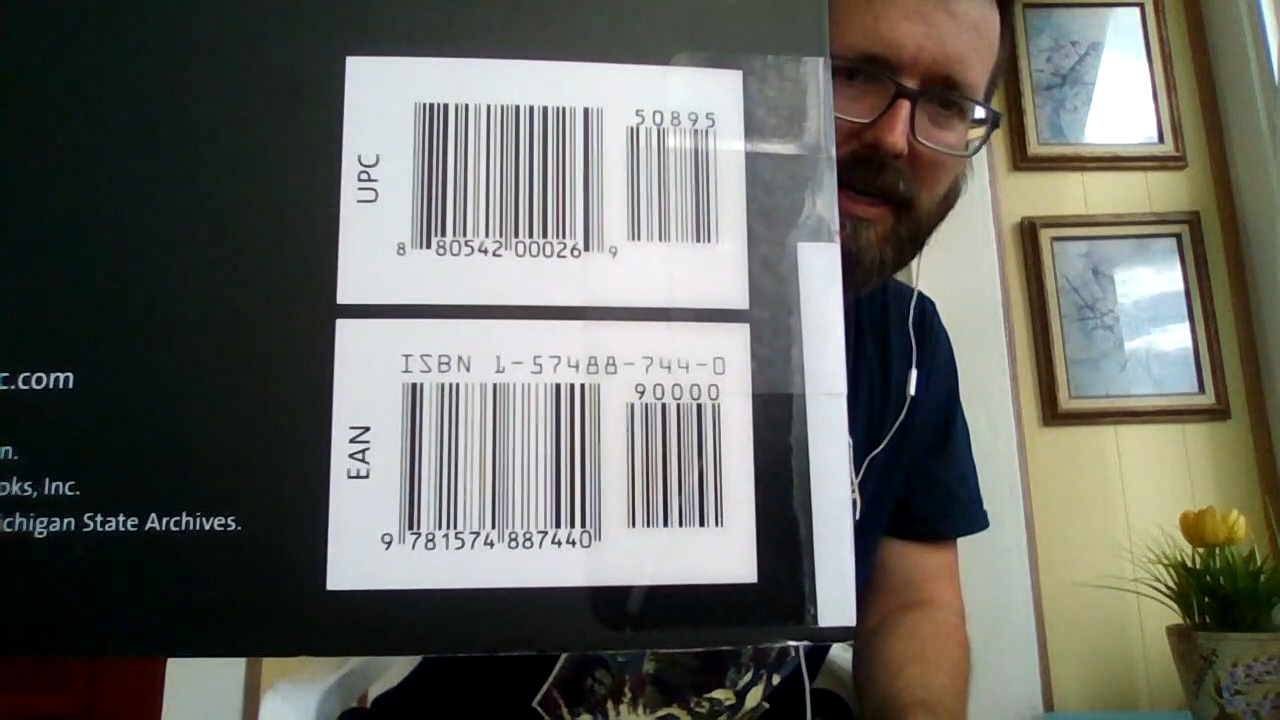 UPC
50895
8 80542 00026 9
ISBN 1-57488-744-0
90000
EAN
9 781574 887440
c.com
n.
oks, Inc.
ichigan State Archives.